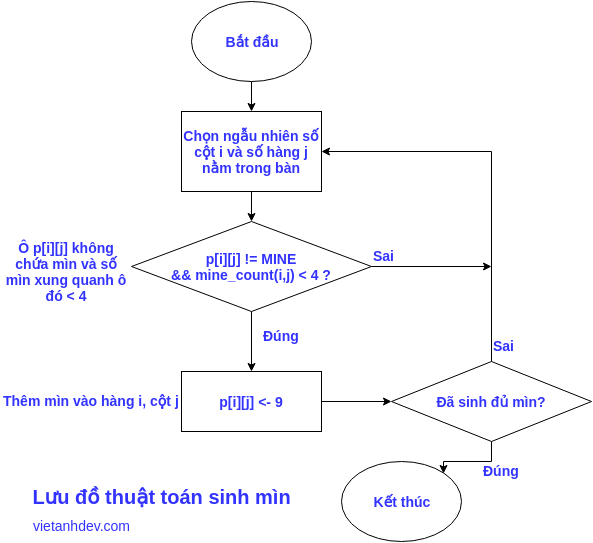 Bắt đầu
Chọn ngẫu nhiên số
cột i và số hàng j
nằm trong bàn
Ô p[i][j] không
chứa mìn và số
mìn xung quanh ô
đó < 4
p[i][j] != MINE
&& mine_count(i,j) < 4 ?
Sai
Đúng
Sai
Thêm mìn vào hàng i, cột j
p[i][j] <- 9
Đã sinh đủ mìn?
Đúng
Kết thúc
Lưu đồ thuật toán sinh mìn
vietanhdev.com